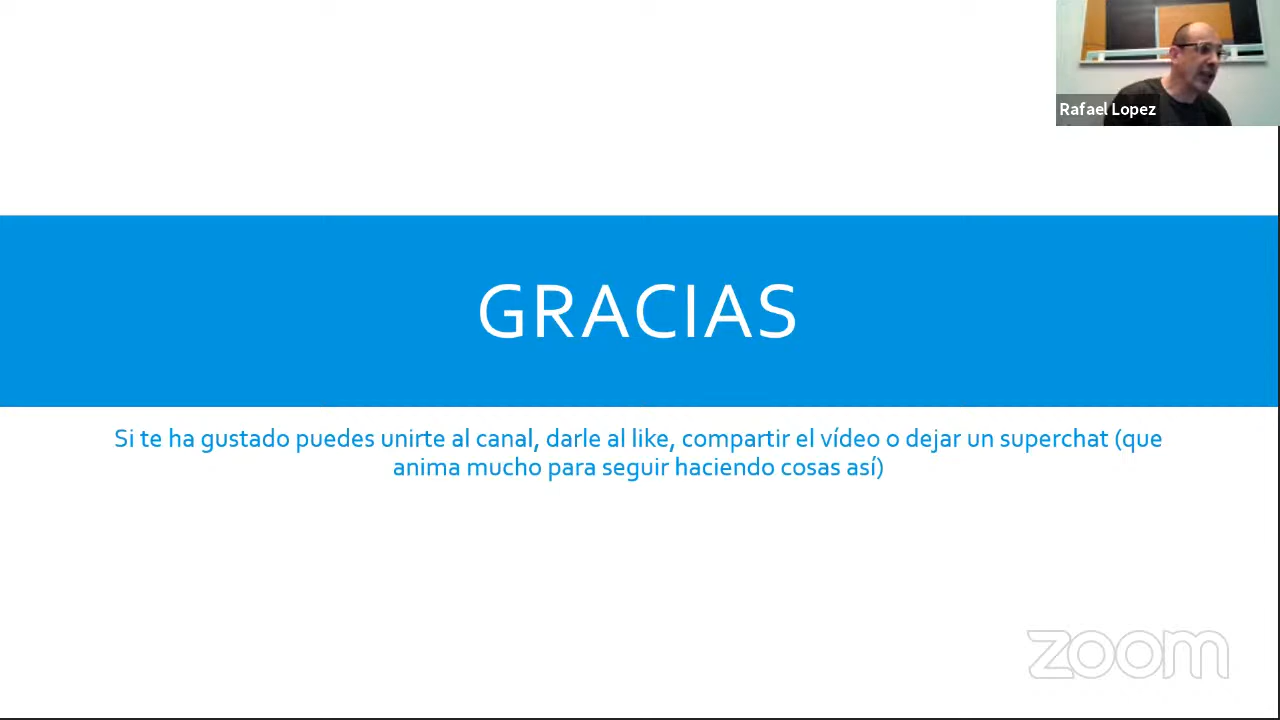 Rafael Lopez
GRACIAS
Si te ha gustado puedes unirte al canal, darle al like, compartir el vídeo o dejar un superchat (que
anima mucho para seguir haciendo cosas así)
zoom